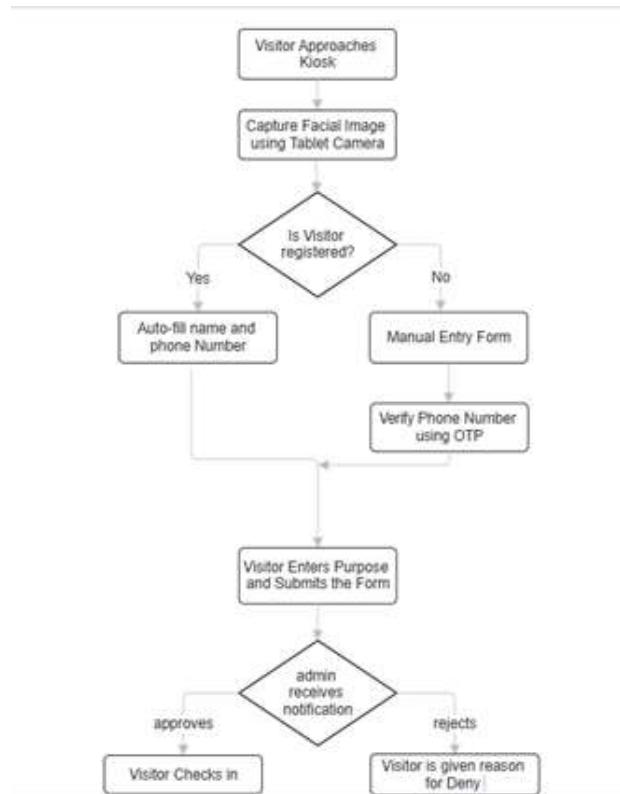 Visitor Approaches
Kiosk
Capture Facial Image
using Tablet Camera
Is Visitor
registered?
Yes
No
Auto-fill name and
phone Number
Manual Entry Form
Verify Phone Number
using OTP
Visitor Enters Purpose
and Submits the Form
admin
receives
notification
approves
rejects
Visitor Checks in
Visitor is given reason
for Deny